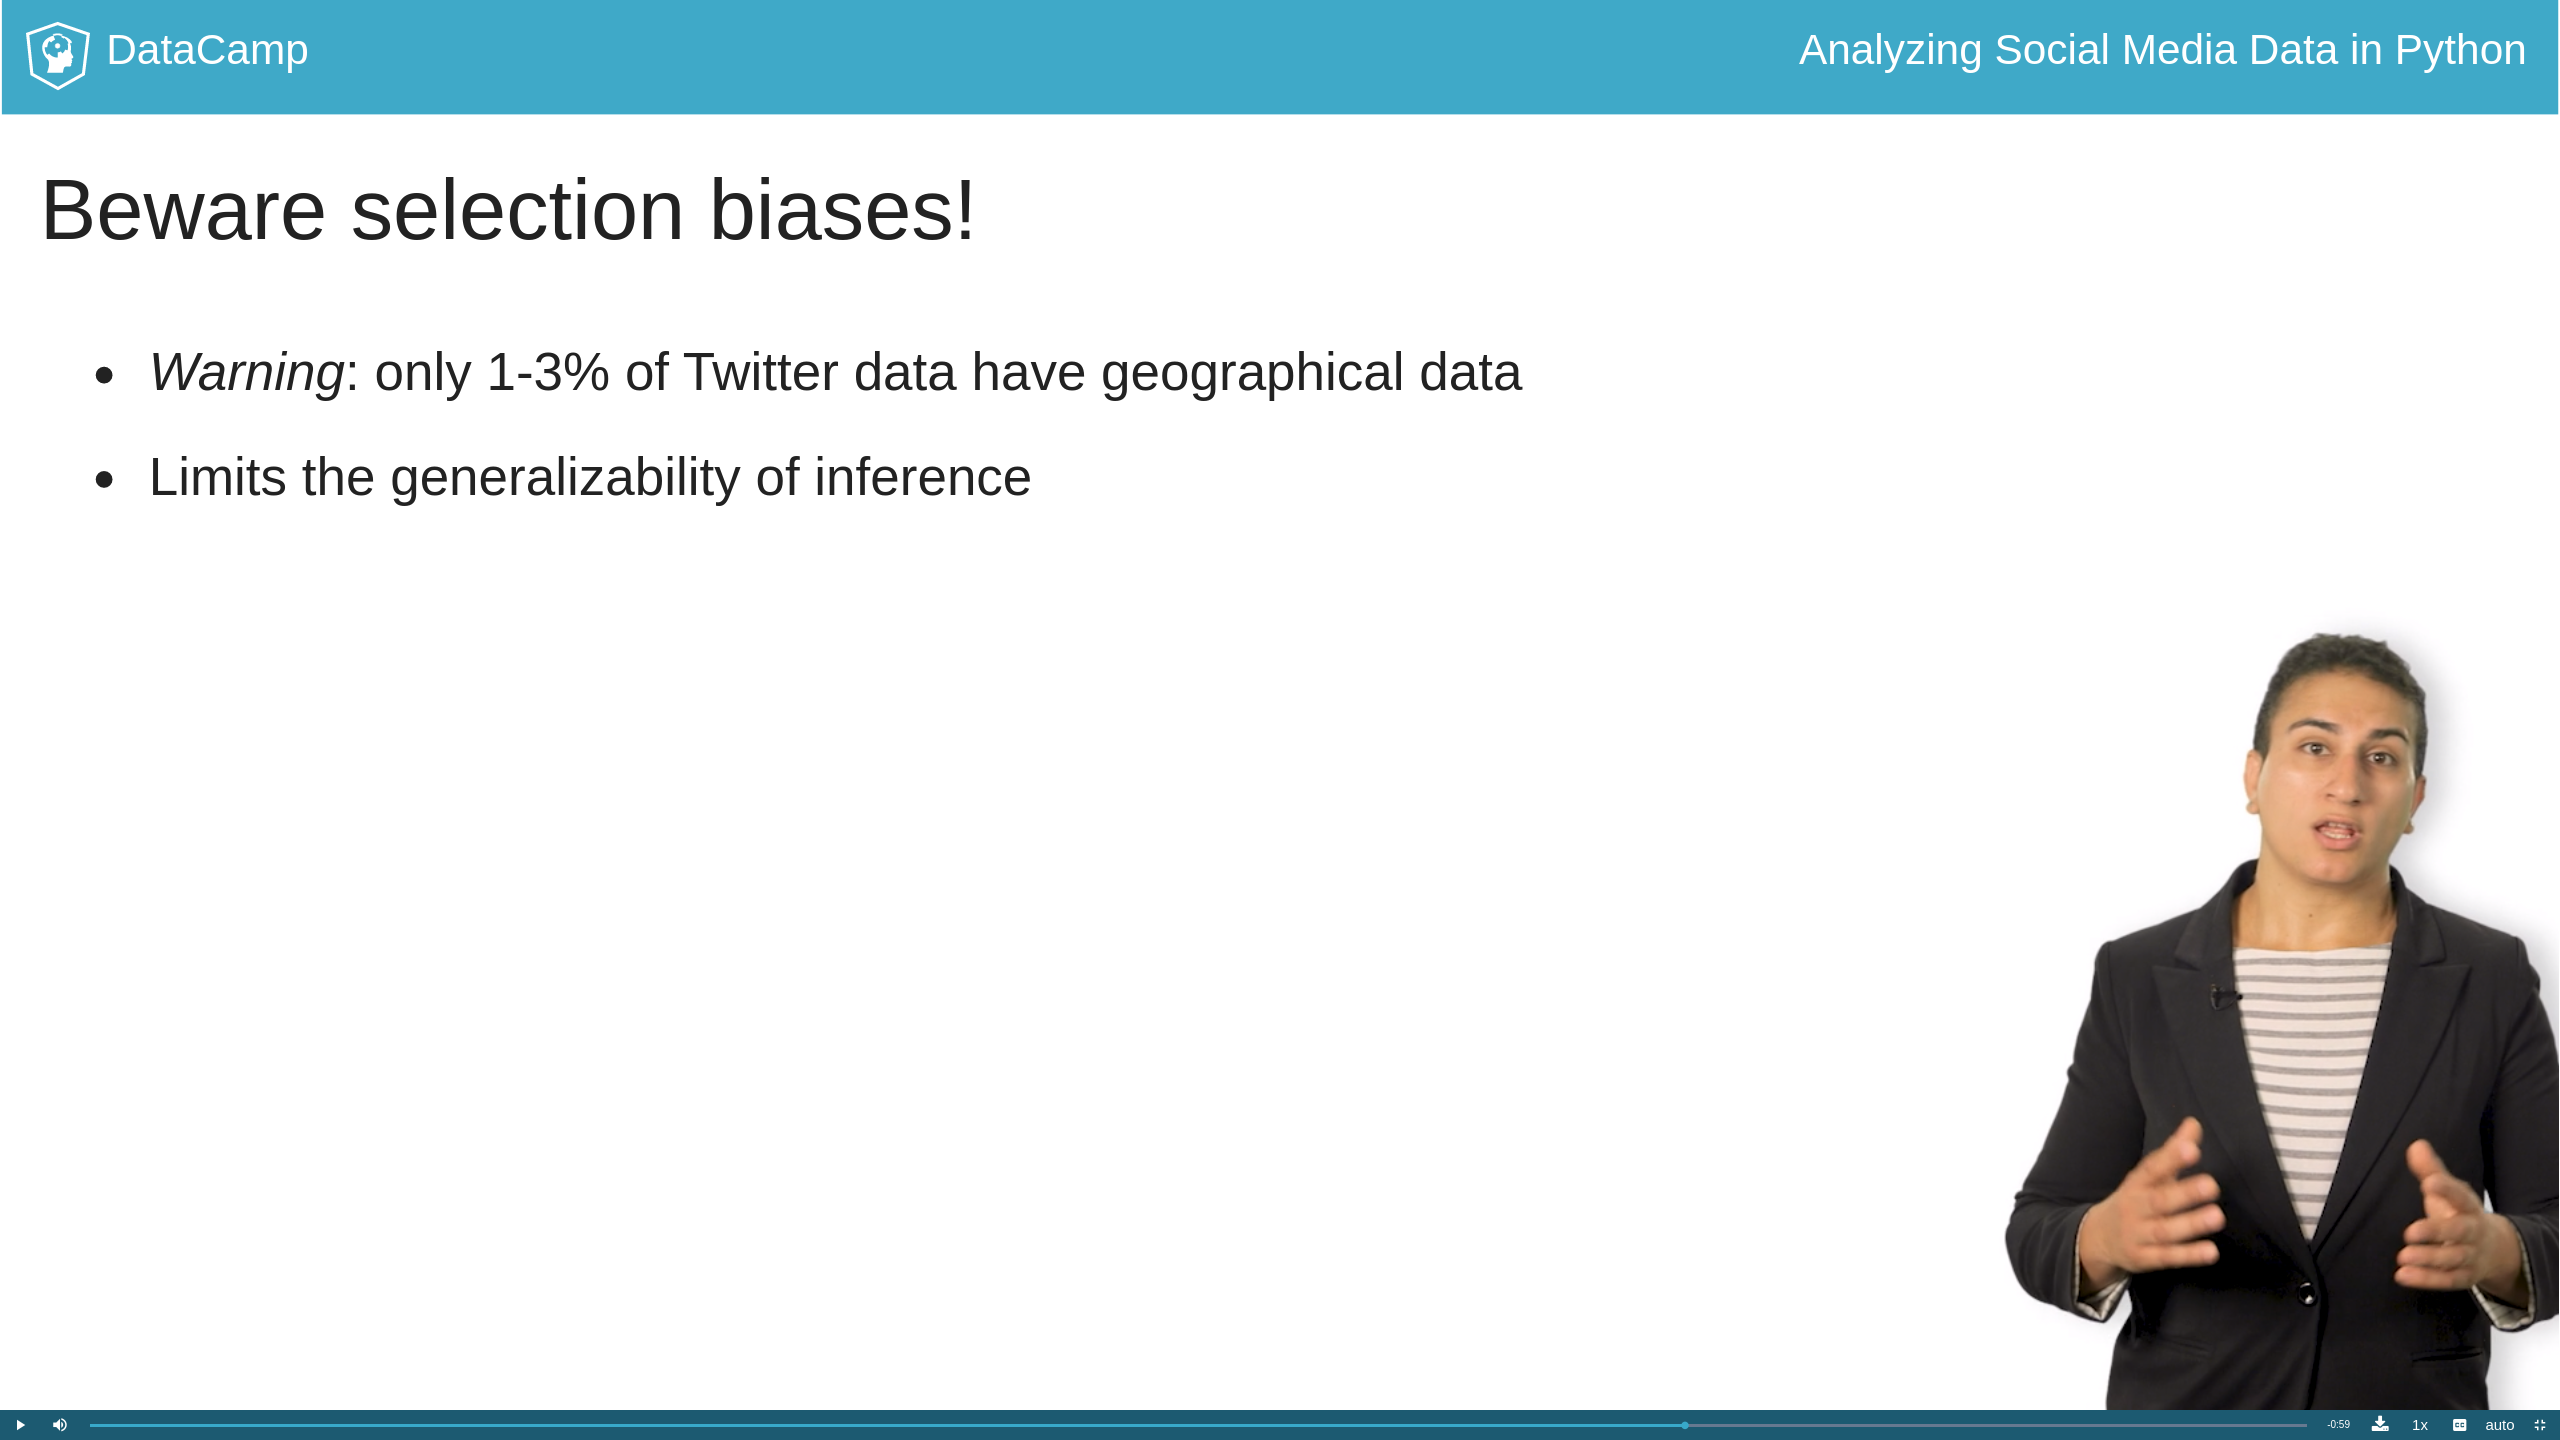 DataCamp
Analyzing Social Media Data in Python
Beware selection biases!
• Warning: only 1-3% of Twitter data have geographical data
• Limits the generalizability of inference
-0:59
1x
CC
auto